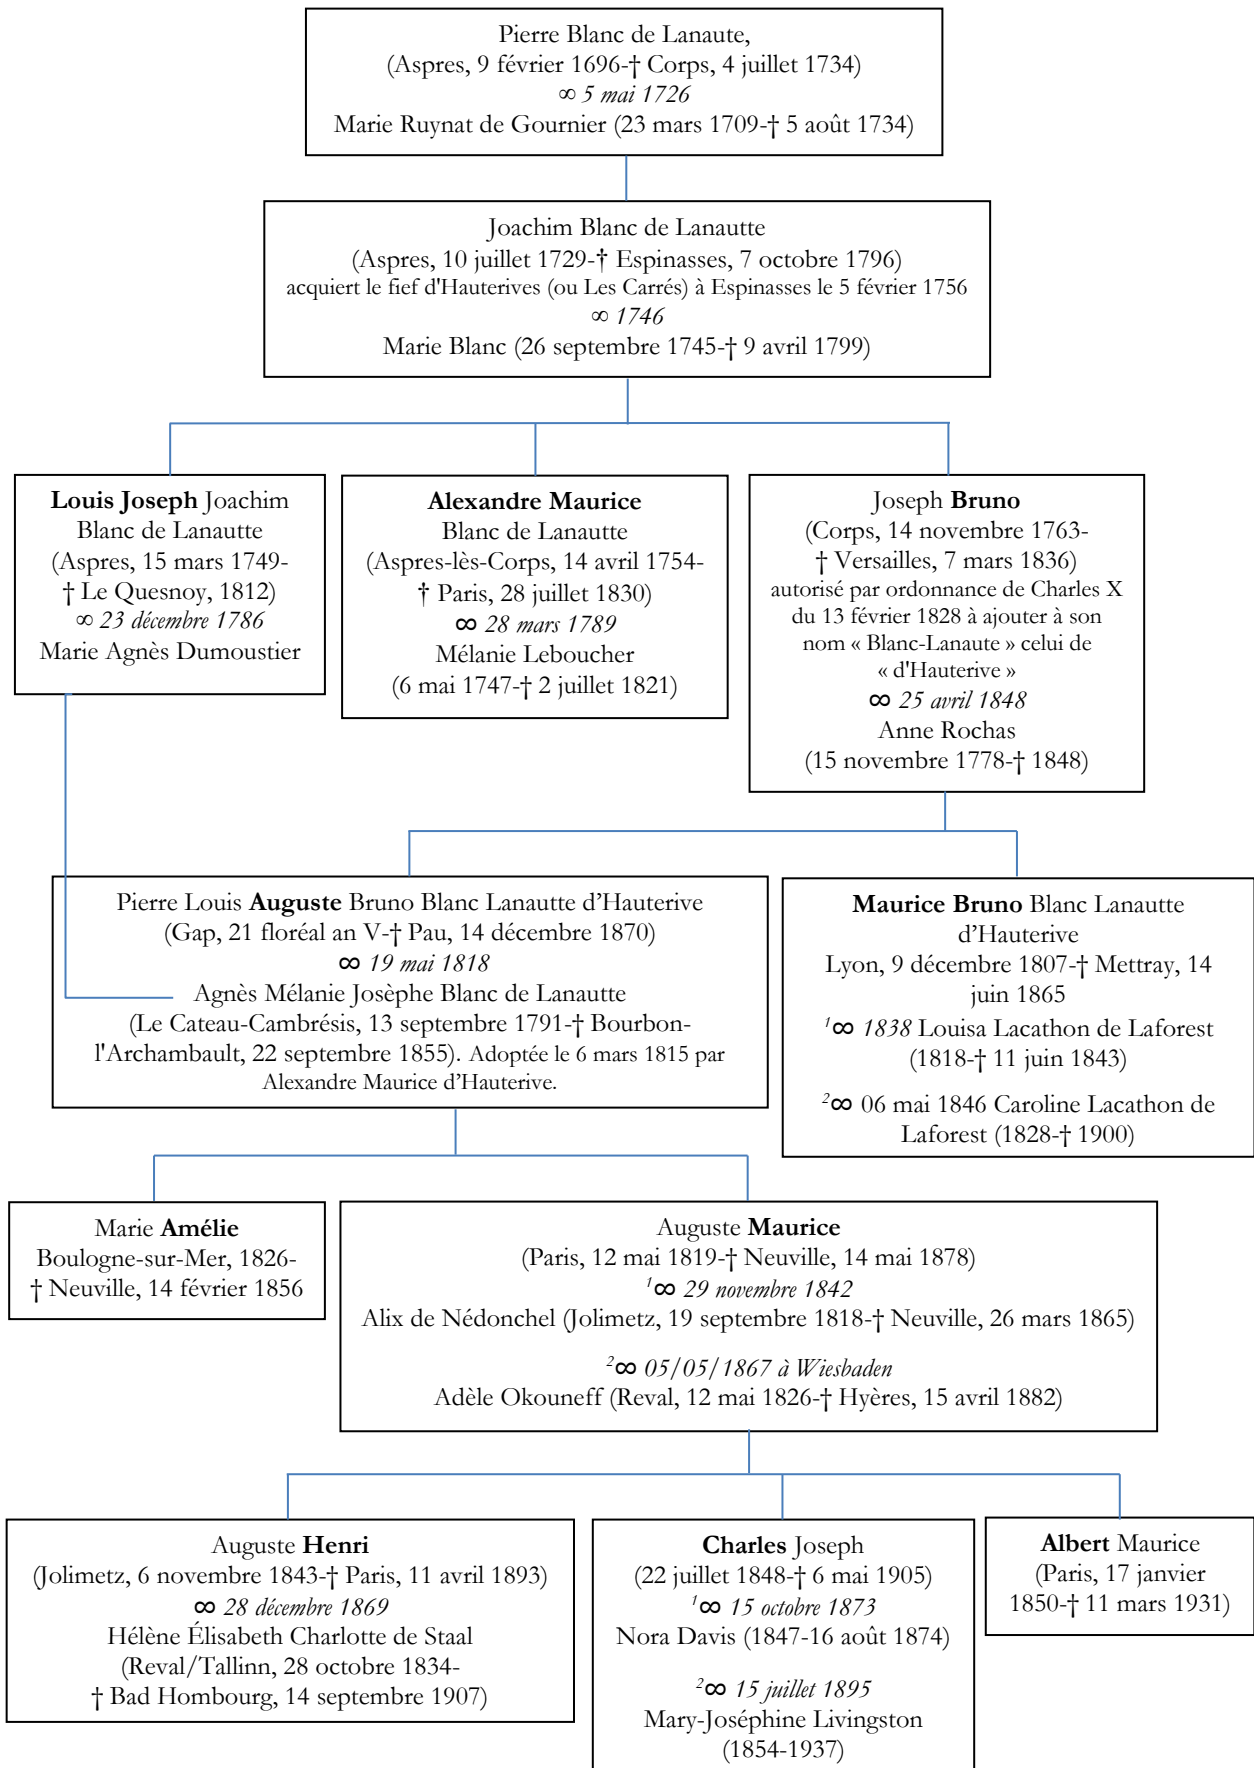 Pierre Blanc de Lanaute,
(Aspres, 9 février 1696-† Corps, 4 juillet 1734)
∞ 5 mai 1726
Marie Ruynat de Gournier (23 mars 1709-† 5 août 1734)
Joachim Blanc de Lanautte
(Aspres, 10 juillet 1729-† Espinasses, 7 octobre 1796)
acquiert le fief d'Hauterives (ou Les Carrés) à Espinasses le 5 février 1756
∞ 1746
Marie Blanc (26 septembre 1745-† 9 avril 1799)
Louis Joseph Joachim
Blanc de Lanautte
(Aspres, 15 mars 1749-
† Le Quesnoy, 1812)
∞ 23 décembre 1786
Marie Agnès Dumoustier
Alexandre Maurice
Blanc de Lanautte
(Aspres-lès-Corps, 14 avril 1754-
† Paris, 28 juillet 1830)
∞ 28 mars 1789
Mélanie Leboucher
(6 mai 1747-† 2 juillet 1821)
Joseph Bruno
(Corps, 14 novembre 1763-
† Versailles, 7 mars 1836)
autorisé par ordonnance de Charles X
du 13 février 1828 à ajouter à son
nom « Blanc-Lanaute » celui de
« d'Hauterive »
∞ 25 avril 1848
Anne Rochas
(15 novembre 1778-† 1848)
Pierre Louis Auguste Bruno Blanc Lanautte d’Hauterive
(Gap, 21 floréal an V-† Pau, 14 décembre 1870)
∞ 19 mai 1818
Agnès Mélanie Josèphe Blanc de Lanautte
(Le Cateau-Cambrésis, 13 septembre 1791-† Bourbon-
l'Archambault, 22 septembre 1855). Adoptée le 6 mars 1815 par
Alexandre Maurice d’Hauterive.
Maurice Bruno Blanc Lanautte
d’Hauterive
Lyon, 9 décembre 1807-† Mettray, 14
juin 1865
¹∞ 1838 Louisa Lacathon de Laforest
(1818-† 11 juin 1843)
²∞ 06 mai 1846 Caroline Lacathon de
Laforest (1828-† 1900)
Marie Amélie
Boulogne-sur-Mer, 1826-
† Neuville, 14 février 1856
Auguste Maurice
(Paris, 12 mai 1819-† Neuville, 14 mai 1878)
¹∞ 29 novembre 1842
Alix de Nédonchel (Jolimetz, 19 septembre 1818-† Neuville, 26 mars 1865)
²∞ 05/05/1867 à Wiesbaden
Adèle Okouneff (Reval, 12 mai 1826-† Hyères, 15 avril 1882)
Auguste Henri
(Jolimetz, 6 novembre 1843-† Paris, 11 avril 1893)
∞ 28 décembre 1869
Hélène Élisabeth Charlotte de Staal
(Reval/Tallinn, 28 octobre 1834-
† Bad Hombourg, 14 septembre 1907)
Charles Joseph
(22 juillet 1848-† 6 mai 1905)
¹∞ 15 octobre 1873
Nora Davis (1847-16 août 1874)
²∞ 15 juillet 1895
Mary-Joséphine Livingston
(1854-1937)
Albert Maurice
(Paris, 17 janvier
1850-† 11 mars 1931)